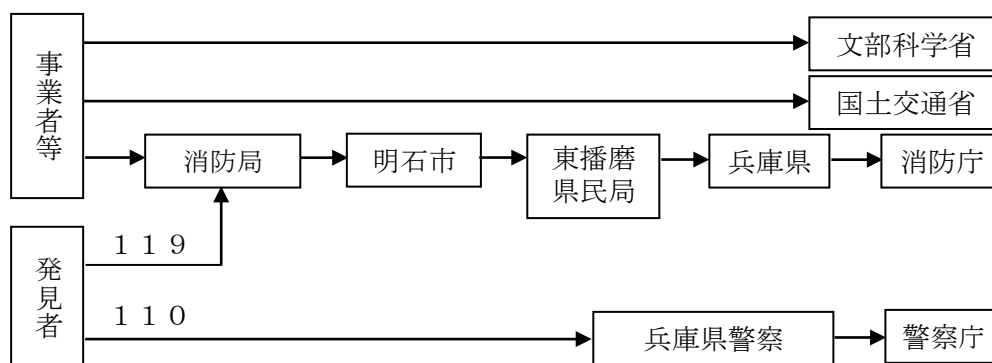 事業者等
文部科学省
国土交通省
消防局
明石市
東播磨
県民局
兵庫県
消防庁
発見者
１１９
１１０
兵庫県警察
警察庁